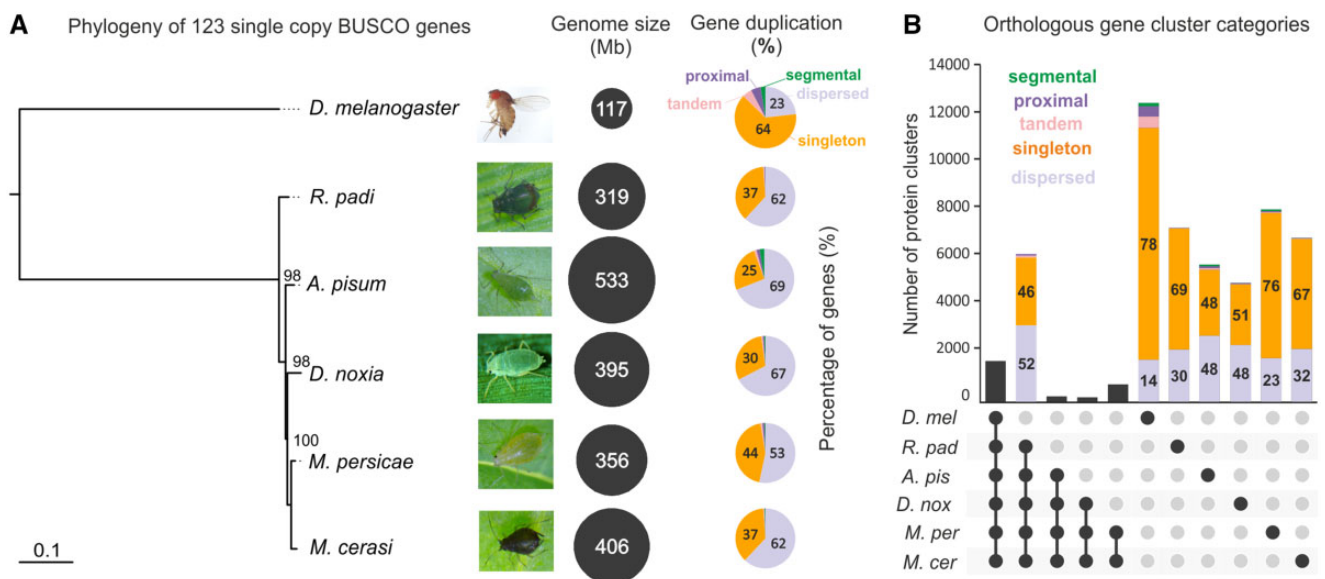 A Phylogeny of 123 single copy BUSCO genes
Genome size
(Mb)
Gene duplication
(%)
proximal
segmental
tandem
dispersed
singleton
D. melanogaster
117
23
64
R. padi
319
37
62
98
A. pisum
533
25
69
98
D. noxia
395
30
67
100
M. persicae
356
44
53
M. cerasi
406
37
62
0.1
Percentage of genes (%)
B Orthologous gene cluster categories
Number of protein clusters
14000
12000
10000
8000
6000
4000
2000
0
segmental
proximal
tandem
singleton
dispersed
46
52
78
14
69
30
48
48
51
48
76
23
67
32
D. mel
R. pad
A. pis
D. nox
M. per
M. cer